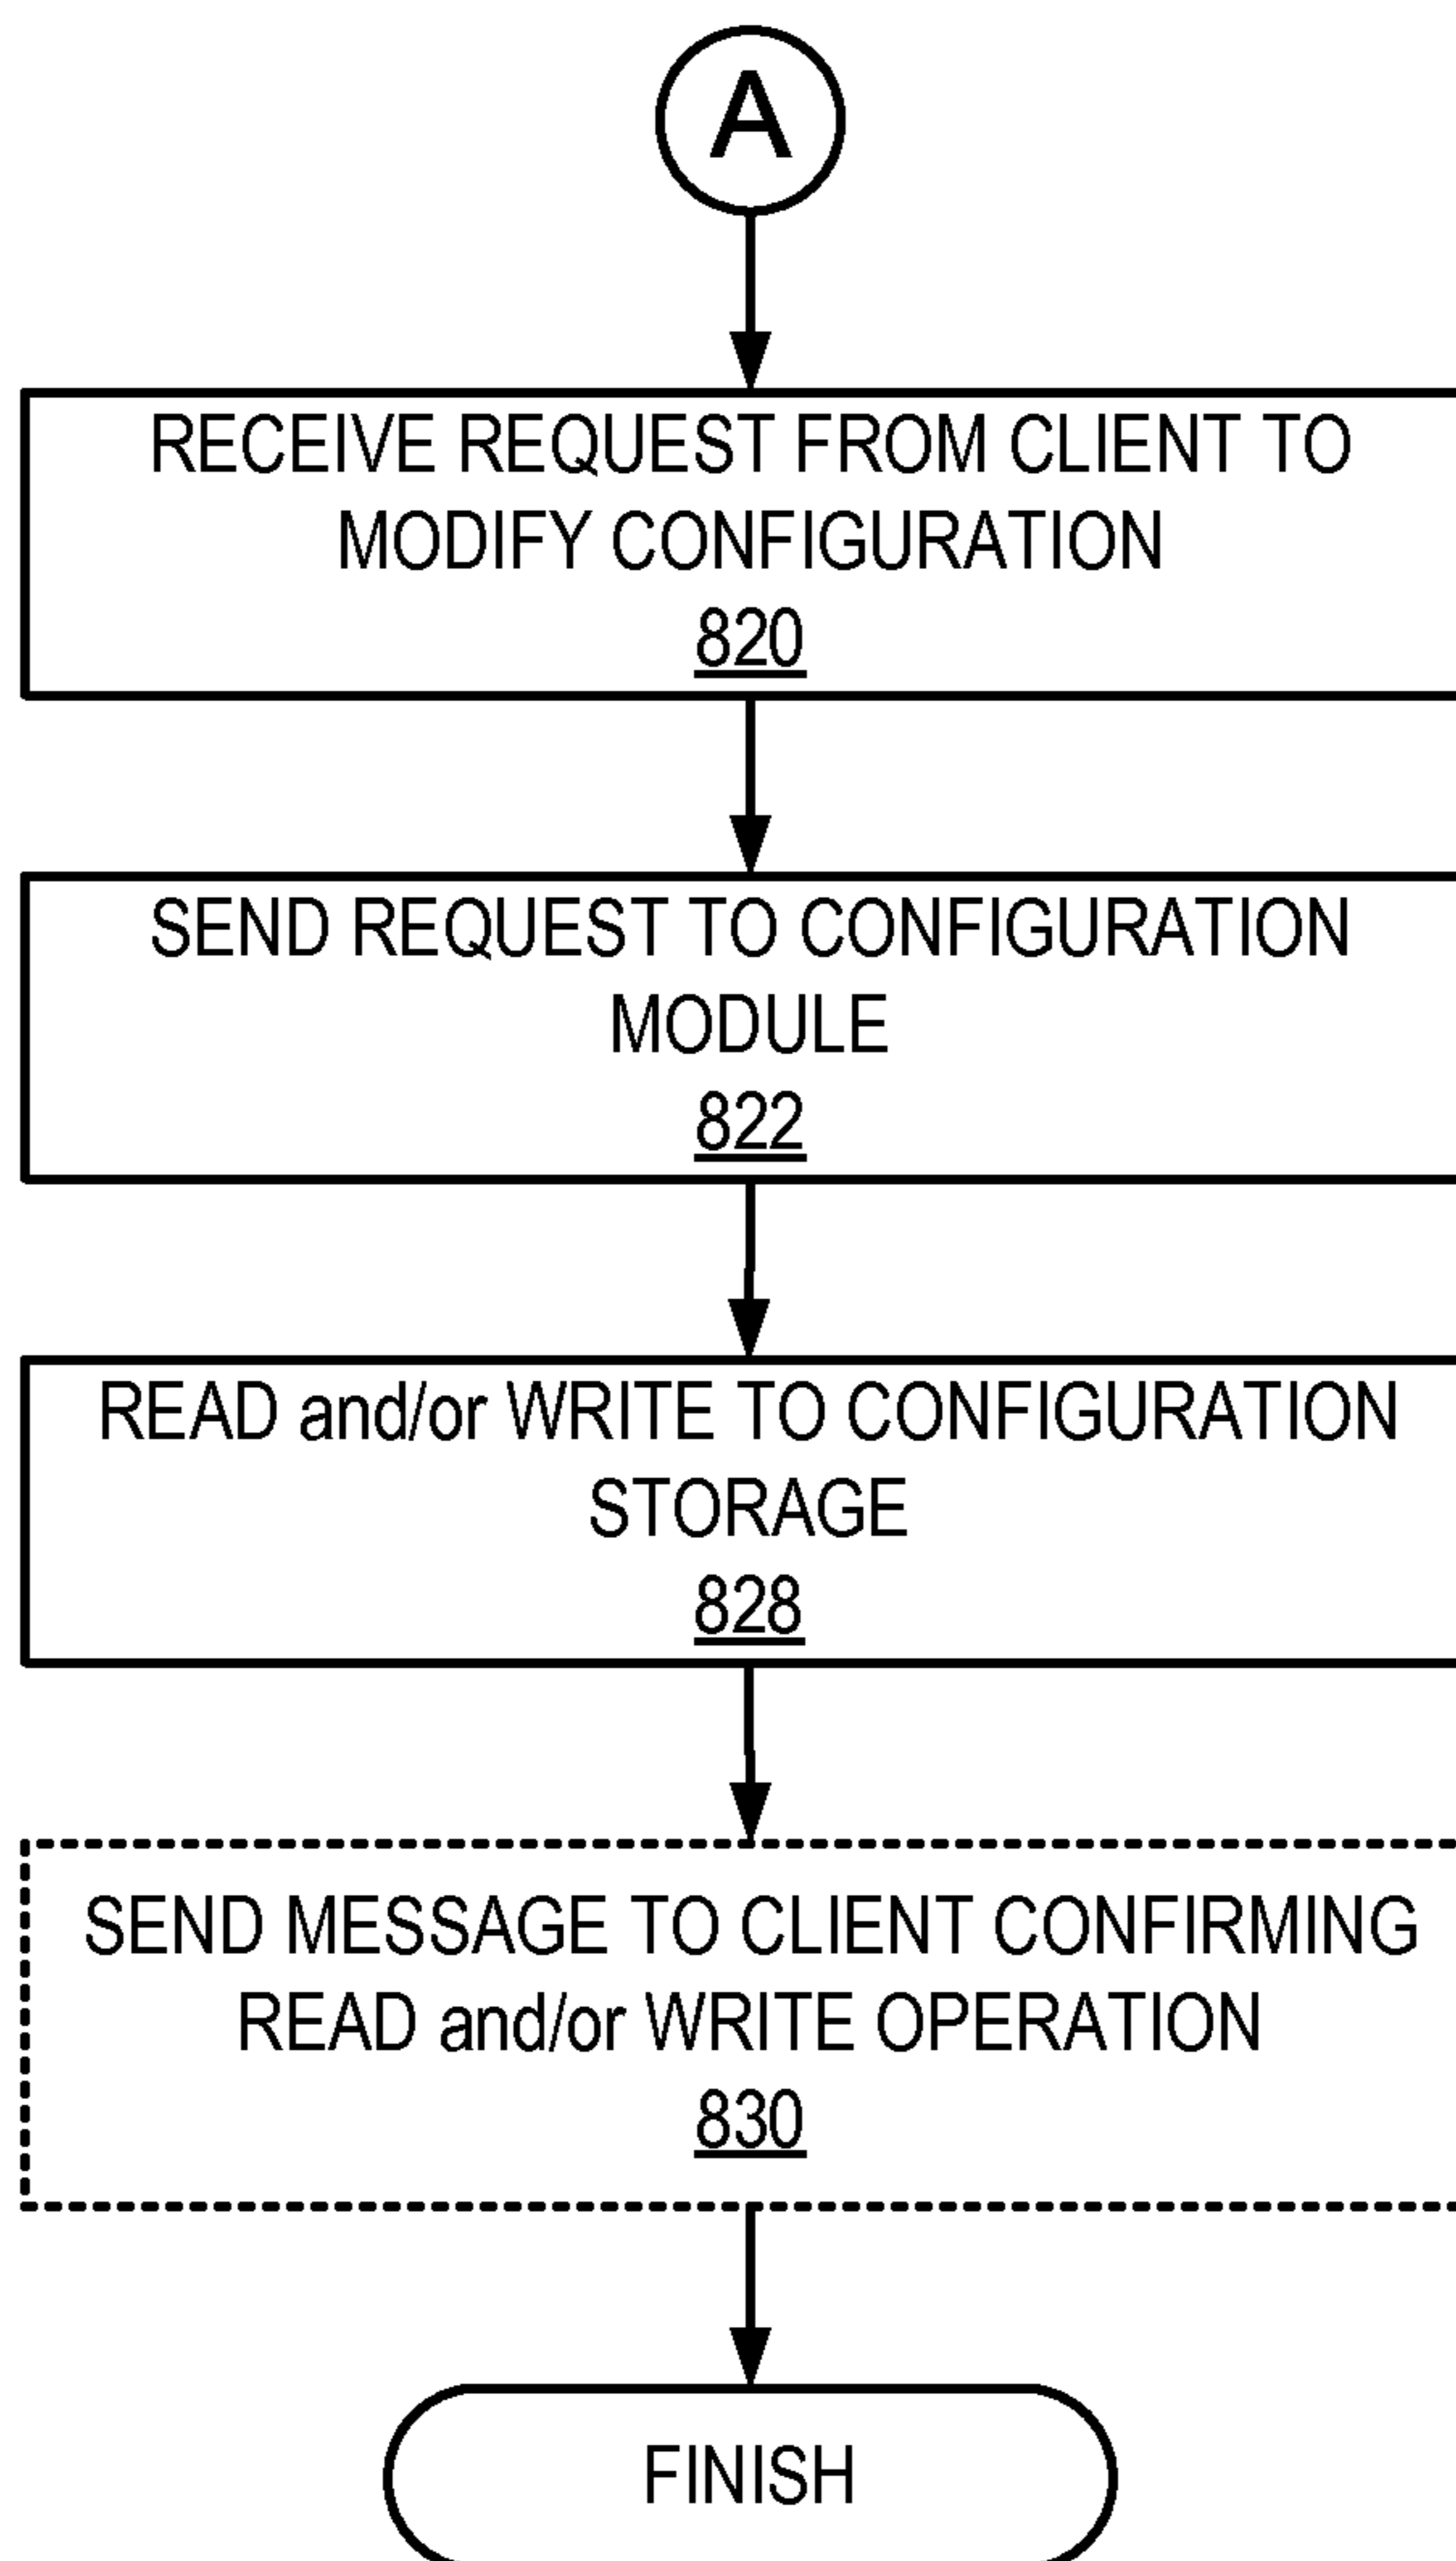 A
RECEIVE REQUEST FROM CLIENT TO
MODIFY CONFIGURATION
820
SEND REQUEST TO CONFIGURATION
MODULE
822
READ and/or WRITE TO CONFIGURATION
STORAGE
828
SEND MESSAGE TO CLIENT CONFIRMING
READ and/or WRITE OPERATION
830
FINISH